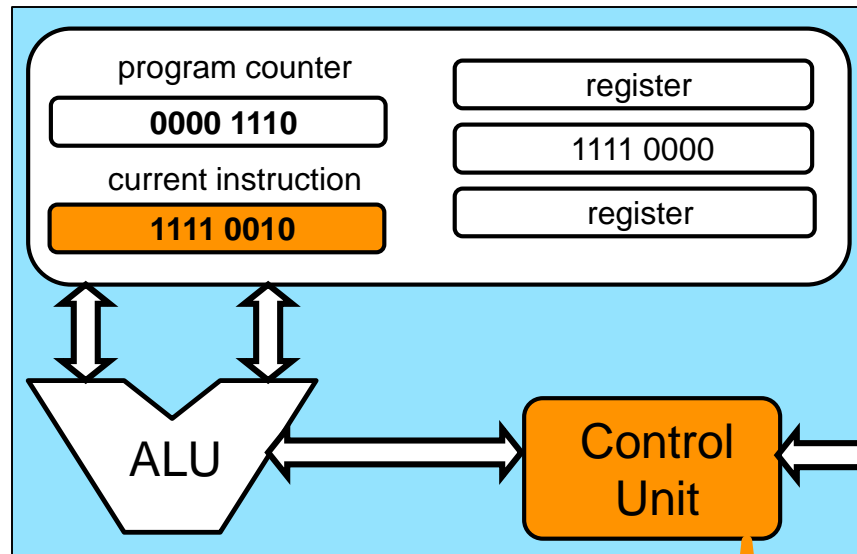 program counter
0000 1110
current instruction
1111 0010
register
1111 0000
register
ALU
Control
Unit